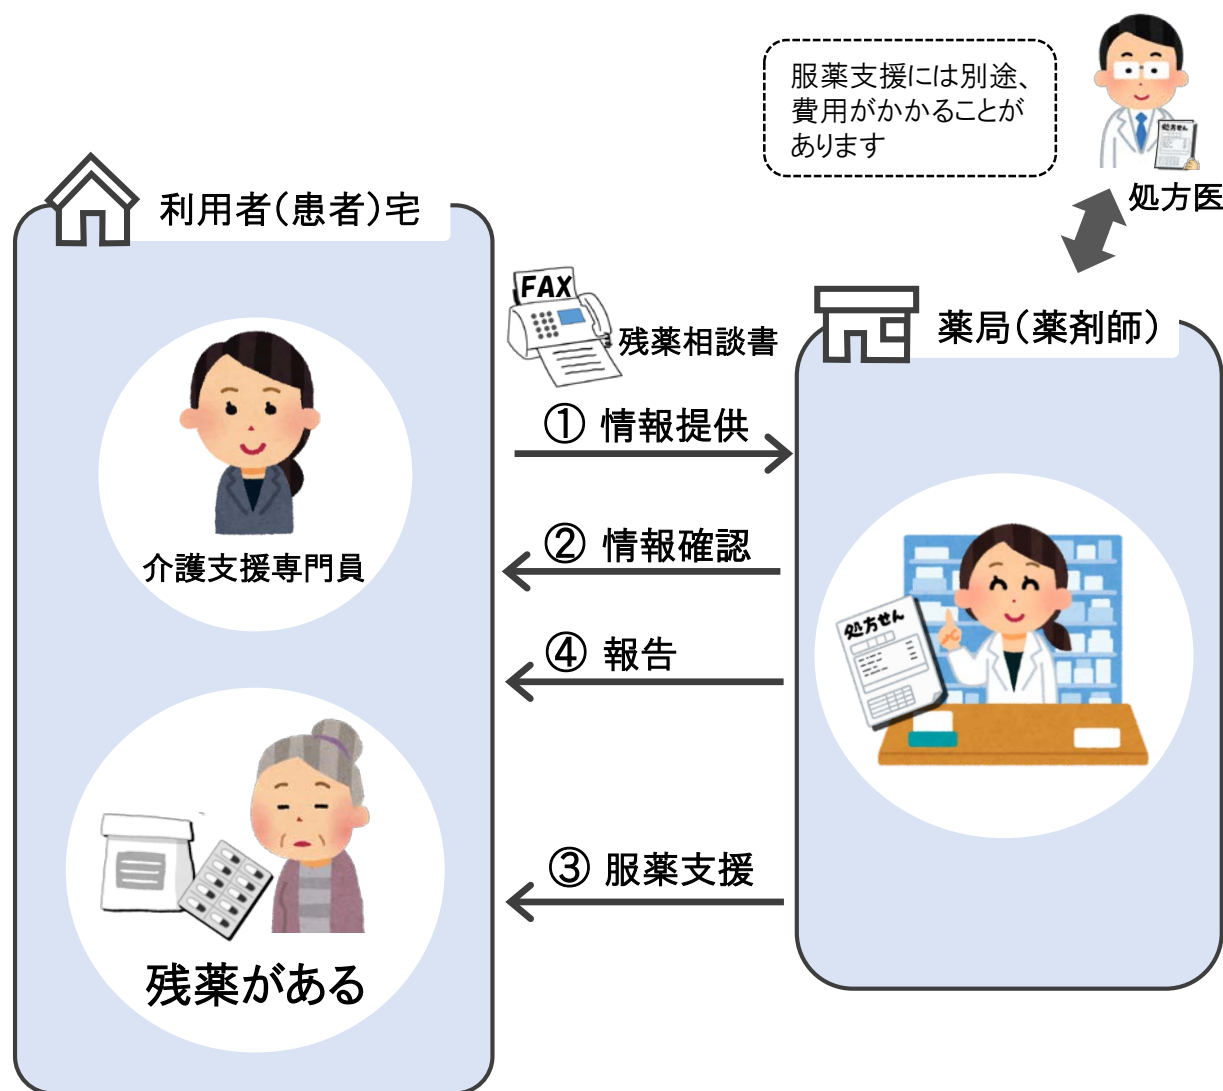 服薬支援には別途、
費用がかかることが
あります
処方せん
処方医
利用者(患者)宅
FAX
残薬相談書
薬局(薬剤師)
① 情報提供
② 情報確認
介護支援専門員
④ 報告
処方せん
③ 服薬支援
残薬がある